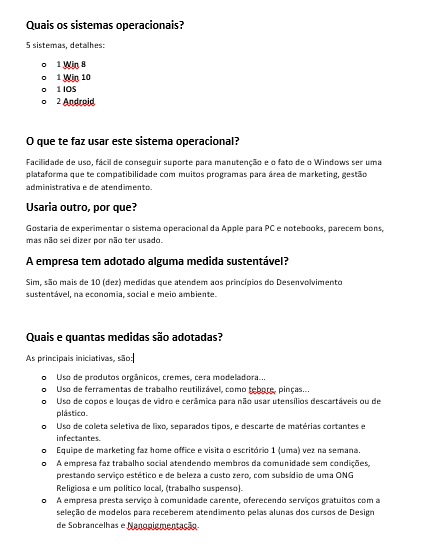 Quais os sistemas operacionais?
5 sistemas, detalhes:
o 1 Win 8
o 1 Win 10
o 1 IOS
o 2 Android
O que te faz usar este sistema operacional?
Facilidade de uso, fácil de conseguir suporte para manutenção e o fato de o Windows ser uma
plataforma que te compatibilidade com muitos programas para área de marketing, gestão
administrativa e de atendimento.
Usaria outro, por que?
Gostaria de experimentar o sistema operacional da Apple para PC e notebooks, parecem bons,
mas não sei dizer por não ter usado.
A empresa tem adotado alguma medida sustentável?
Sim, são mais de 10 (dez) medidas que atendem aos princípios do Desenvolvimento
sustentável, na economia, social e meio ambiente.
Quais e quantas medidas são adotadas?
As principais iniciativas, são:
o Uso de produtos orgânicos, cremes, cera modeladora...
o Uso de ferramentas de trabalho reutilizável, como tebore, pinças...
o Uso de copos e louças de vidro e cerâmica para não usar utensílios descartáveis ou de
plástico.
o Uso de coleta seletiva de lixo, separados tipos, e descarte de matérias cortantes e
infectantes.
o Equipe de marketing faz home office e visita o escritório 1 (uma) vez na semana.
o A empresa faz trabalho social atendendo membros da comunidade sem condições,
prestando serviço estético e de beleza a custo zero, com subsídio de uma ONG
Religiosa e um político local, (trabalho suspenso).
o A empresa presta serviço à comunidade carente, oferecendo serviços gratuitos com a
seleção de modelos para receberem atendimento pelas alunas dos cursos de Design
de Sobrancelhas e Nanopigmentação.